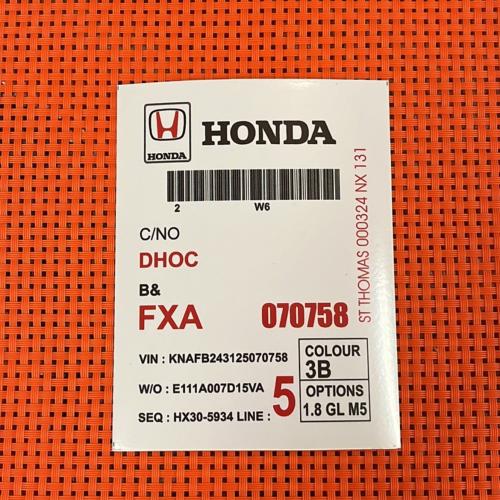 HONDA
HONDA
2 W6
C/NO
DHOC
B&
FXA 070758
ST THOMAS 000324 NX 131
VIN : KNAFB243125070758
W/O : E111A007D15VA
SEQ : HX30-5934 LINE : 5
COLOUR
3B
OPTIONS
1.8 GL M5